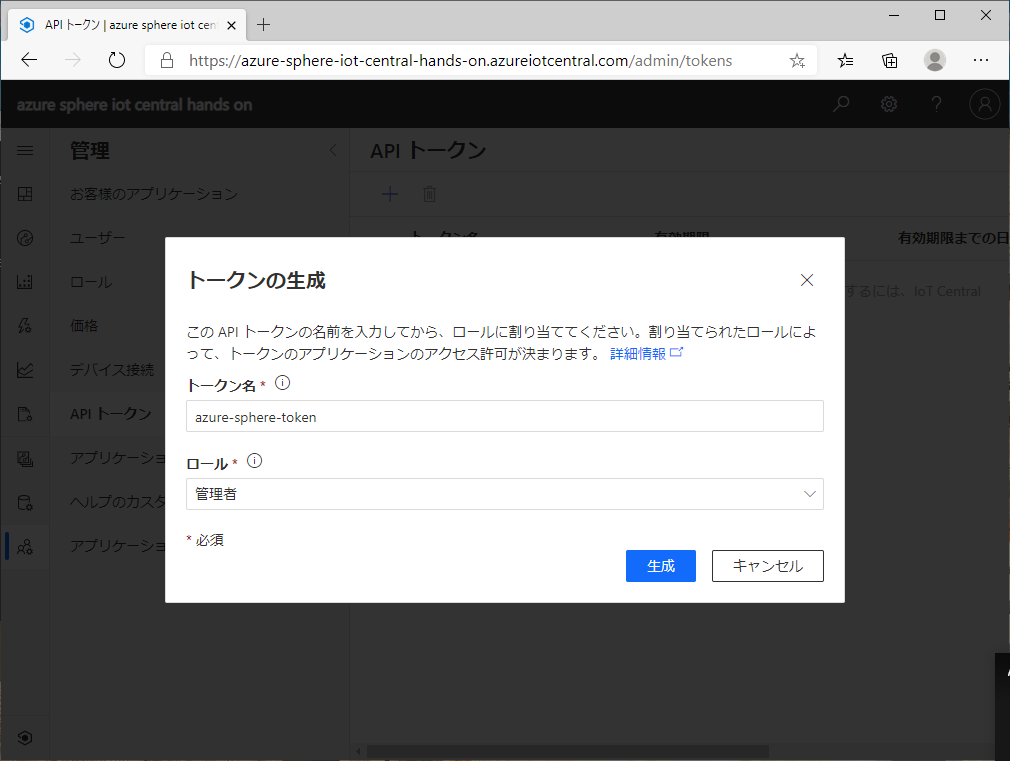 API トークン | azure sphere iot cen
https://azure-sphere-iot-central-hands-on.azureiotcentral.com/admin/tokens
azure sphere iot central hands on
管理
API トークン
お客様のアプリケーション
ユーザー
トークン名
有効期限
有効期限までの日
ロール
するには、IoT Central
価格
デバイス接続
API トークン
アプリケーショ
ヘルプのカスタ
アプリケーショ
トークンの生成
この API トークンの名前を入力してから、ロールに割り当ててください。割り当てられたロールによ
って、トークンのアプリケーションのアクセス許可が決まります。 詳細情報
トークン名 *
azure-sphere-token
ロール *
管理者
* 必須
生成
キャンセル